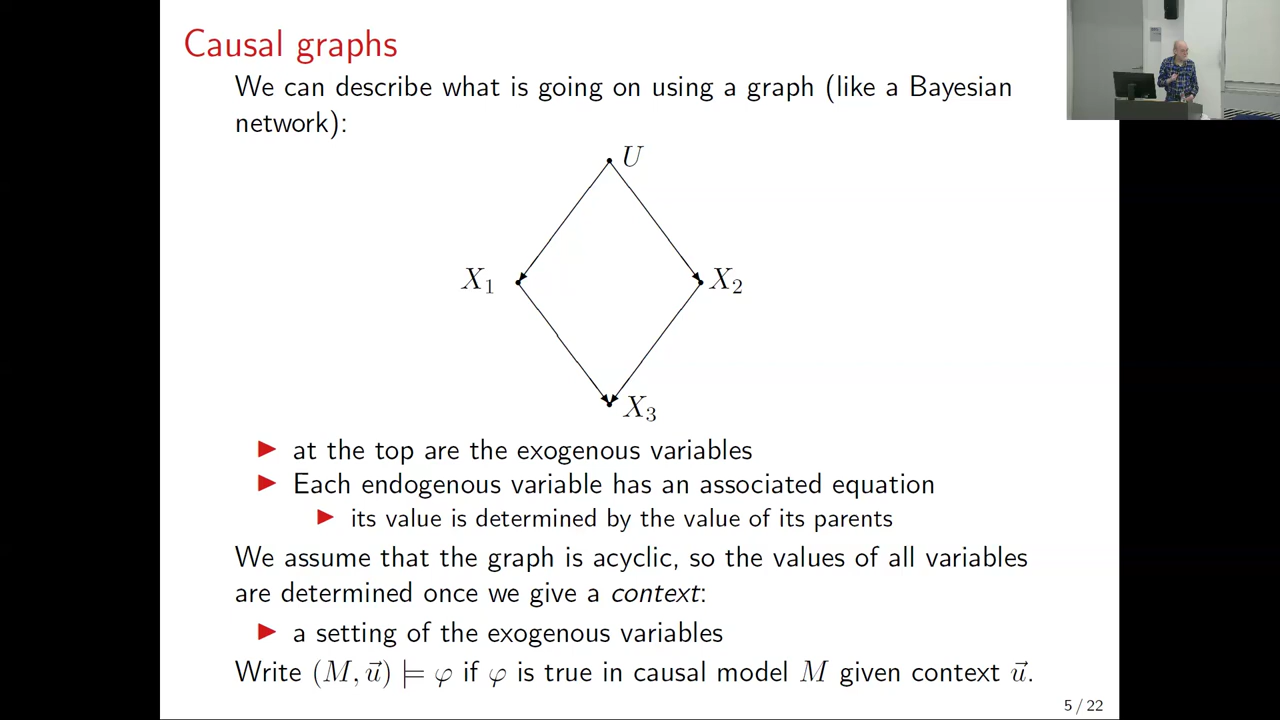 Causal graphs
We can describe what is going on using a graph (like a Bayesian
network):
U
X₁
X₂
X₃
▶ at the top are the exogenous variables
▶ Each endogenous variable has an associated equation
▶ its value is determined by the value of its parents
We assume that the graph is acyclic, so the values of all variables
are determined once we give a context:
▶ a setting of the exogenous variables
Write (M, u⃗) ⊨ φ if φ is true in causal model M given context u⃗.
5 / 22